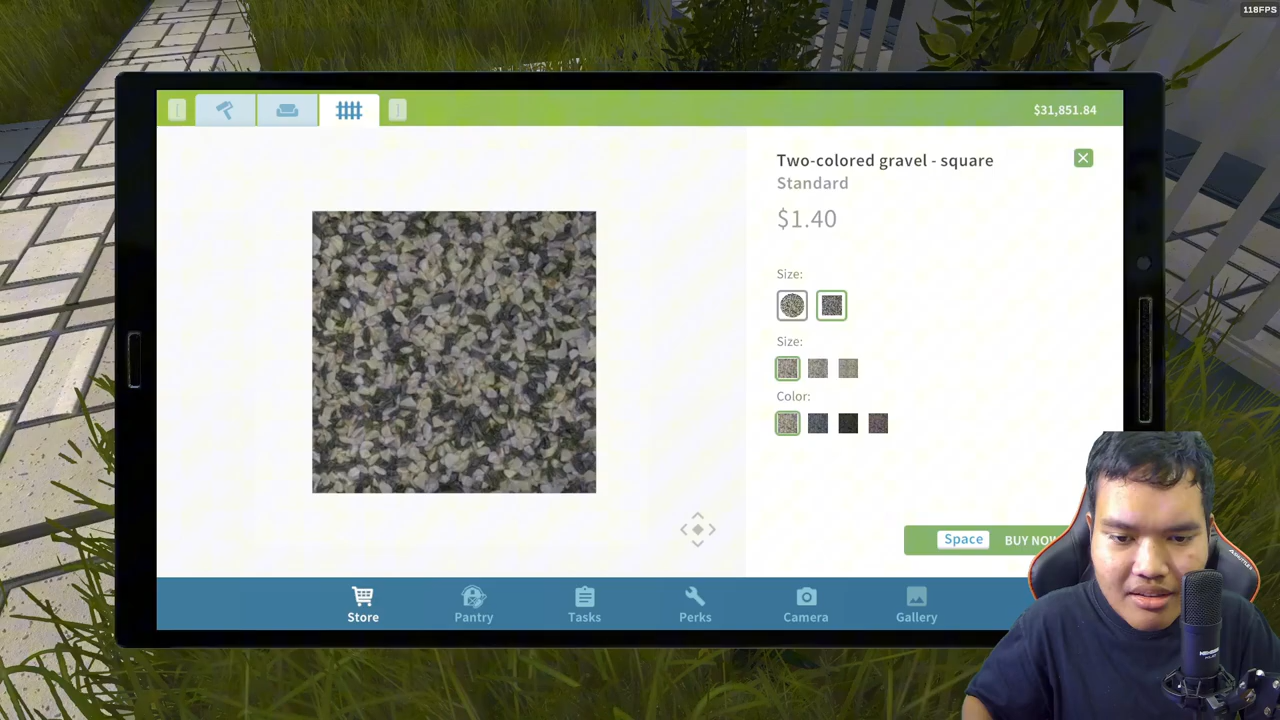 118FPS
$31,851.84
Two-colored gravel - square
Standard
$1.40
Size:
Size:
Color:
Space BUY NOW
Store
Pantry
Tasks
Perks
Camera
Gallery